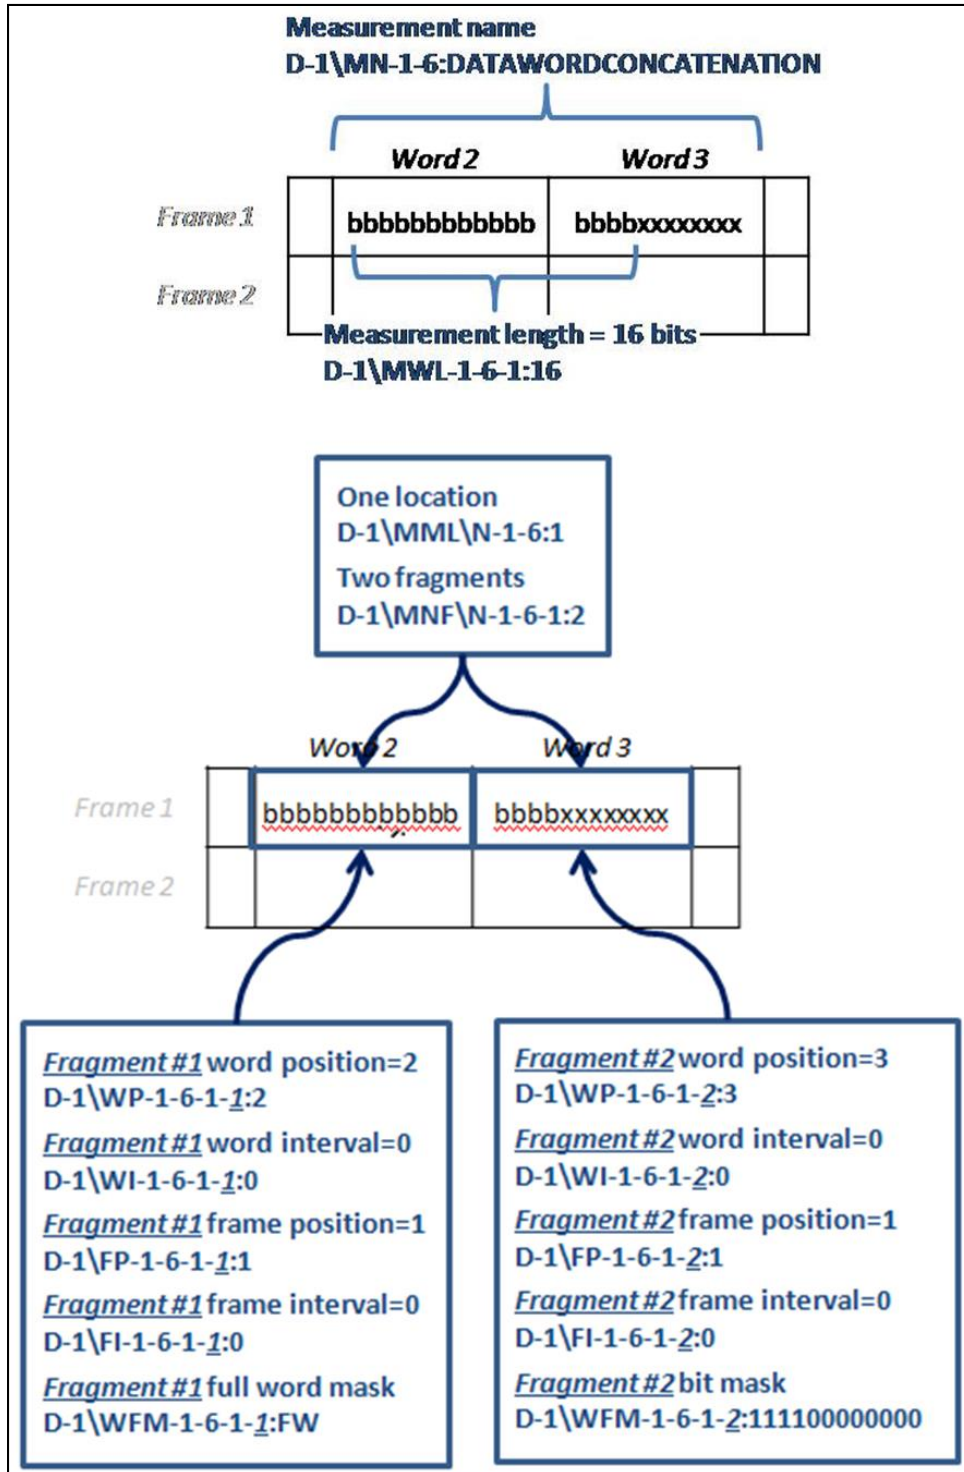 Measurement name
D-1\MN-1-6:DATAWORDCONCATENATION
Word 2 Word 3
Frame 1 bbbbbbbbbbbb bbbbxxxxxxxx
Frame 2
Measurement length = 16 bits
D-1\MWL-1-6-1:16
One location
D-1\MML\N-1-6:1
Two fragments
D-1\MNF\N-1-6-1:2
Word 2 Word 3
Frame 1 bbbbbbbbbbbb bbbbxxxxxxxx
Frame 2
Fragment #1 word position=2
D-1\WP-1-6-1-1:2
Fragment #1 word interval=0
D-1\WI-1-6-1-1:0
Fragment #1 frame position=1
D-1\FP-1-6-1-1:1
Fragment #1 frame interval=0
D-1\FI-1-6-1-1:0
Fragment #1 full word mask
D-1\WFM-1-6-1-1:FW
Fragment #2 word position=3
D-1\WP-1-6-1-2:3
Fragment #2 word interval=0
D-1\WI-1-6-1-2:0
Fragment #2 frame position=1
D-1\FP-1-6-1-2:1
Fragment #2 frame interval=0
D-1\FI-1-6-1-2:0
Fragment #2 bit mask
D-1\WFM-1-6-1-2:111100000000